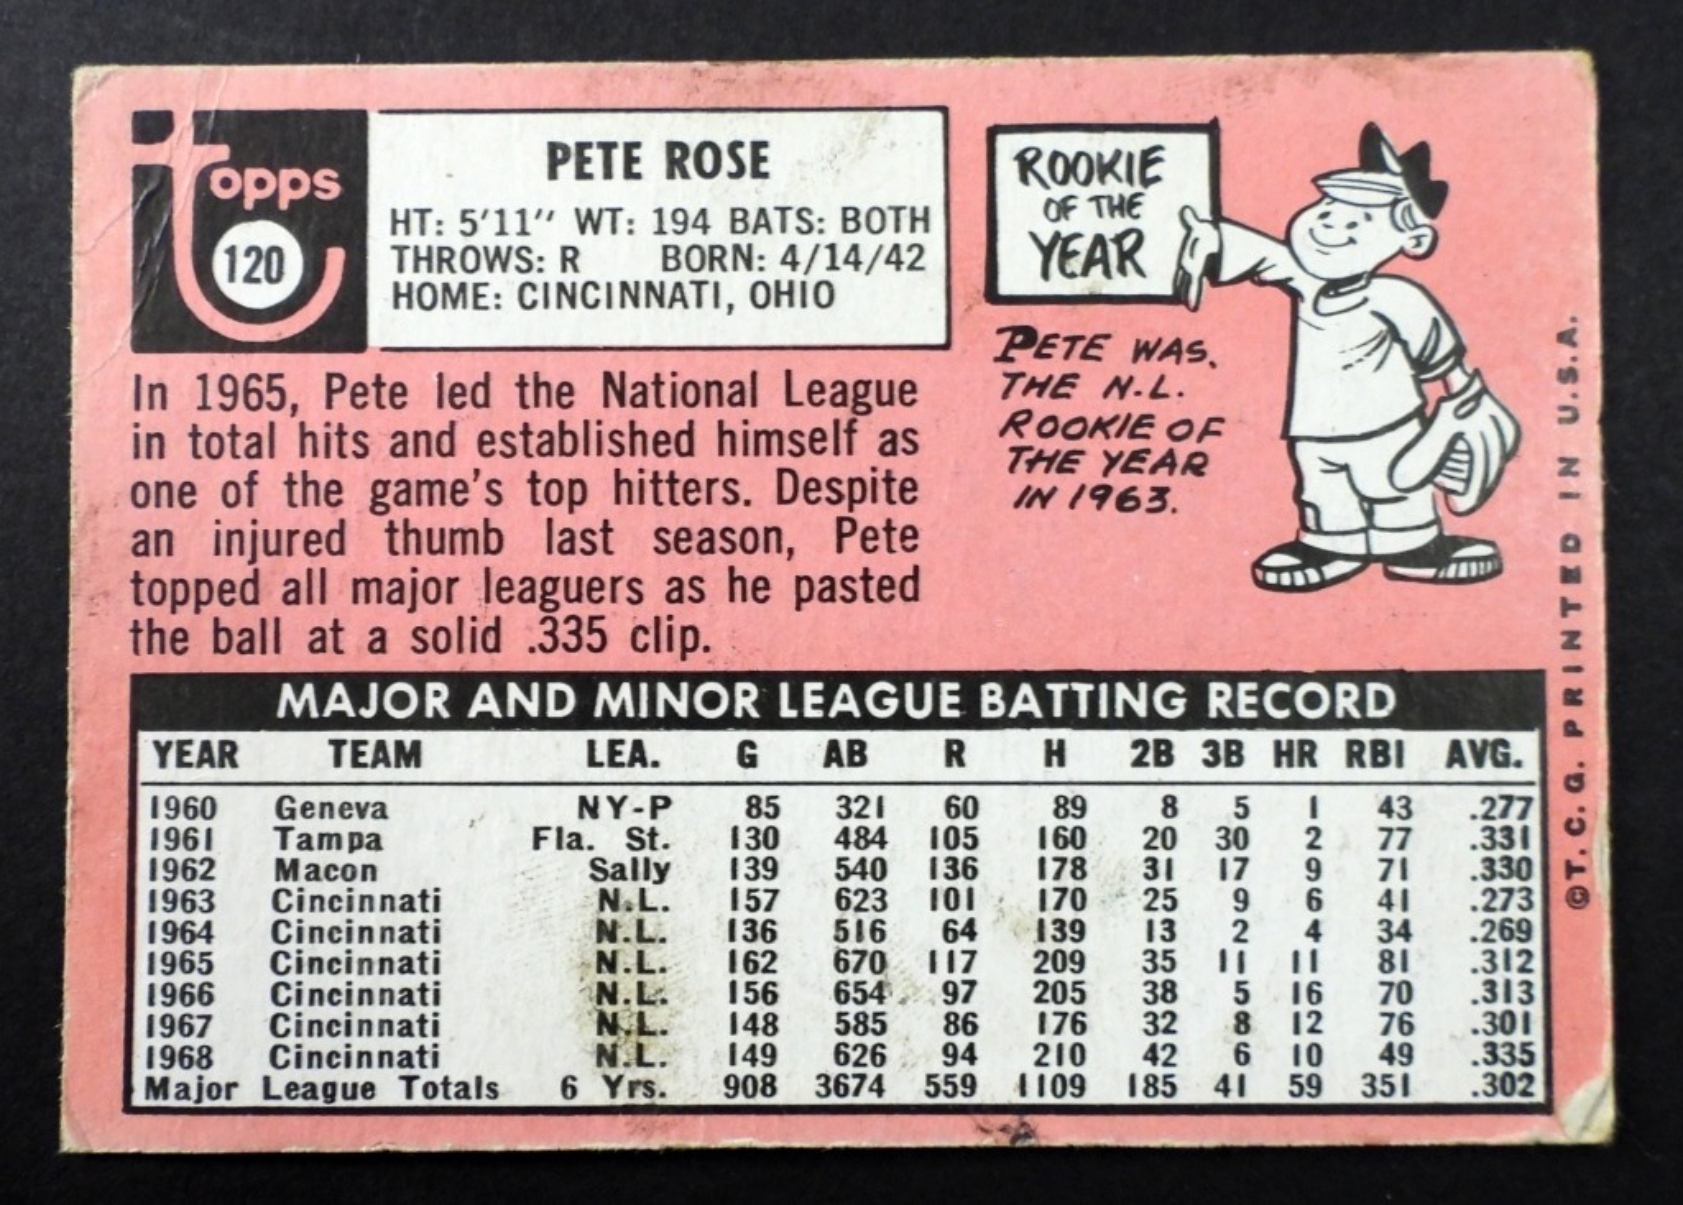 Topps
120
PETE ROSE
HT: 5'11" WT: 194 BATS: BOTH
THROWS: R BORN: 4/14/42
HOME: CINCINNATI, OHIO
In 1965, Pete led the National League
in total hits and established himself as
one of the game's top hitters. Despite
an injured thumb last season, Pete
topped all major leaguers as he pasted
the ball at a solid .335 clip.
ROOKIE
OF THE
YEAR
PETE WAS.
THE N.L.
ROOKIE OF
THE YEAR
IN 1963.
MAJOR AND MINOR LEAGUE BATTING RECORD
YEAR TEAM LEA. G AB R H 2B 3B HR RBI AVG.
1960 Geneva NY-P 85 321 60 89 8 5 1 43 .277
1961 Tampa Fla. St. 130 484 105 160 20 30 2 77 .331
1962 Macon Sally 139 540 136 178 31 17 9 71 .330
1963 Cincinnati N.L. 157 623 101 170 25 9 6 41 .273
1964 Cincinnati N.L. 136 516 64 139 13 2 4 34 .269
1965 Cincinnati N.L. 162 670 117 209 35 11 11 81 .312
1966 Cincinnati N.L. 156 654 97 205 38 5 16 70 .313
1967 Cincinnati N.L. 148 585 86 176 32 8 12 76 .301
1968 Cincinnati N.L. 149 626 94 210 42 6 10 49 .335
Major League Totals 6 Yrs. 908 3674 559 1109 185 41 59 351 .302
©T.C.G. PRINTED IN U.S.A.